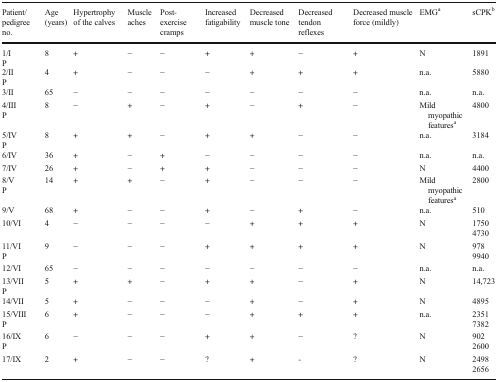 Patient/ pedigree no. Age (years) Hypertrophy of the calves Muscle aches Post-exercise cramps Increased fatigability Decreased muscle tone Decreased tendon reflexes Decreased muscle force (mildly) EMGᵃ sCPKᵇ
1/I P 8 + − − + + − + N 1891
2/II P 4 + − − − + + − n.a. 5880
3/II 65 − − − − − − − n.a. n.a.
4/III P 8 − + − + − + − Mild myopathic featuresᵃ 4800
5/IV P 8 + + − + + − − n.a. 3184
6/IV 36 + − + − − − − n.a. n.a.
7/IV 26 + − + + − − − N 4400
8/V P 14 + + − + − − − Mild myopathic featuresᵃ 2800
9/V 68 + − − + − + − n.a. 510
10/VI 4 − − − − + + + N 1750
4730
11/VI P 9 − − − + + + + N 978
9940
12/VI 65 − − − − − − − n.a. n.a.
13/VII P 5 + + − + + − + N 14,723
14/VII 5 + − − − + − + N 4895
15/VIII P 6 + − − − + + + n.a. 2351
7382
16/IX P 6 − − − + + − ? N 902
2600
17/IX 2 + − − ? + - ? N 2448
2656